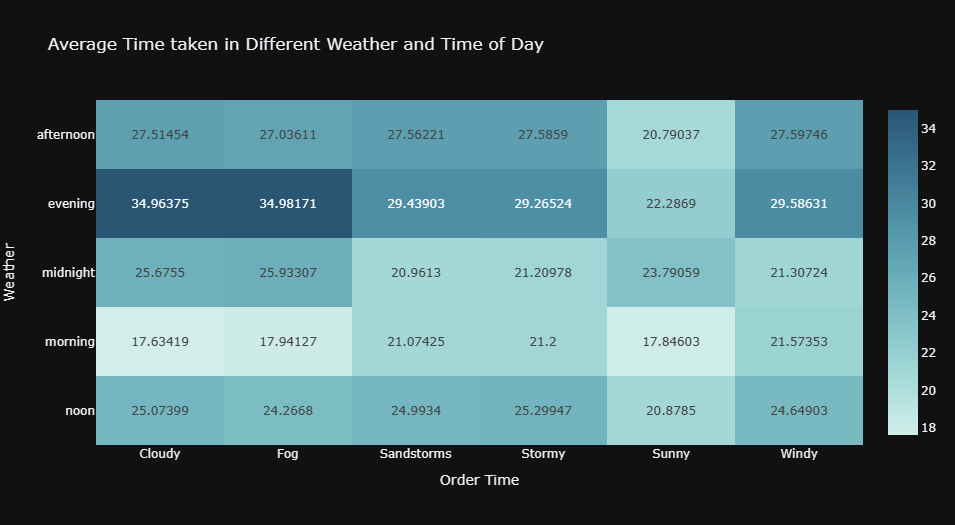 Average Time taken in Different Weather and Time of Day
afternoon 27.51454 27.03611 27.56221 27.5859 20.79037 27.59746
evening 34.96375 34.98171 29.43903 29.26524 22.2869 29.58631
midnight 25.6755 25.93307 20.9613 21.20978 23.79059 21.30724
morning 17.63419 17.94127 21.07425 21.2 17.84603 21.57353
noon 25.07399 24.2668 24.9934 25.29947 20.8785 24.64903
Cloudy Fog Sandstorms Stormy Sunny Windy
Order Time
Weather
34
32
30
28
26
24
22
20
18